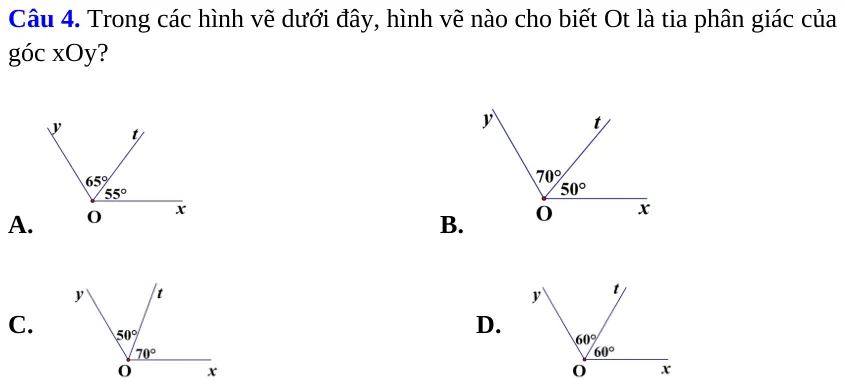 Câu 4. Trong các hình vẽ dưới đây, hình vẽ nào cho biết Ot là tia phân giác của
góc xOy?
y
t
65°
55°
O
x
A.
y
t
70°
50°
O
x
B.
y
t
50°
70°
O
x
C.
y
t
60°
60°
O
x
D.